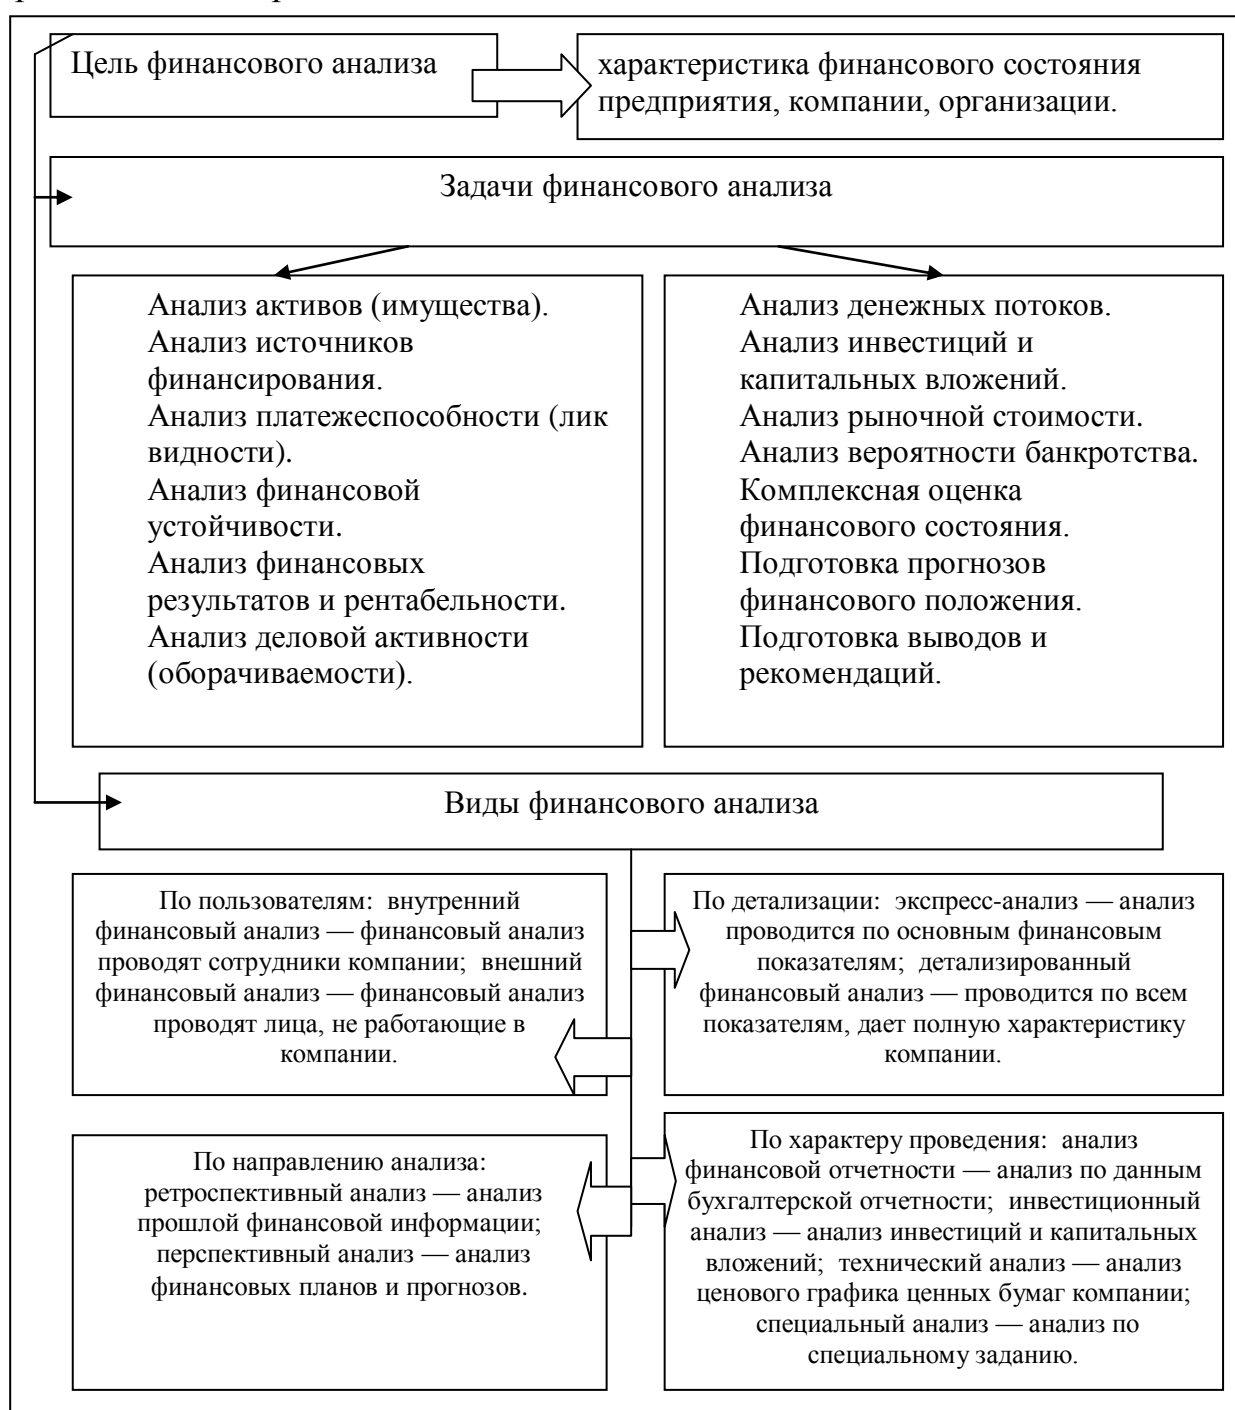 Цель финансового анализа
характеристика финансового состояния
предприятия, компании, организации.
Задачи финансового анализа
Анализ активов (имущества).
Анализ источников
финансирования.
Анализ платежеспособности (лик
видности).
Анализ финансовой
устойчивости.
Анализ финансовых
результатов и рентабельности.
Анализ деловой активности
(оборачиваемости).
Анализ денежных потоков.
Анализ инвестиций и
капитальных вложений.
Анализ рыночной стоимости.
Анализ вероятности банкротства.
Комплексная оценка
финансового состояния.
Подготовка прогнозов
финансового положения.
Подготовка выводов и
рекомендаций.
Виды финансового анализа
По пользователям: внутренний
финансовый анализ — финансовый анализ
проводят сотрудники компании; внешний
финансовый анализ — финансовый анализ
проводят лица, не работающие в
компании.
По детализации: экспресс-анализ — анализ
проводится по основным финансовым
показателям; детализированный
финансовый анализ — проводится по всем
показателям, дает полную характеристику
компании.
По направлению анализа:
ретроспективный анализ — анализ
прошлой финансовой информации;
перспективный анализ — анализ
финансовых планов и прогнозов.
По характеру проведения: анализ
финансовой отчетности — анализ по данным
бухгалтерской отчетности; инвестиционный
анализ — анализ инвестиций и капитальных
вложений; технический анализ — анализ
ценового графика ценных бумаг компании;
специальный анализ — анализ по
специальному заданию.